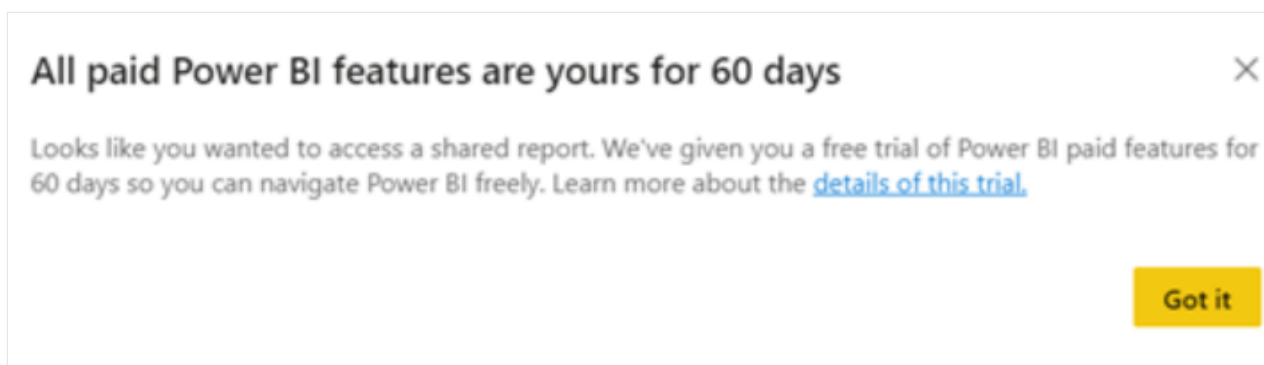 All paid Power BI features are yours for 60 days
Looks like you wanted to access a shared report. We've given you a free trial of Power BI paid features for
60 days so you can navigate Power BI freely. Learn more about the details of this trial.
Got it